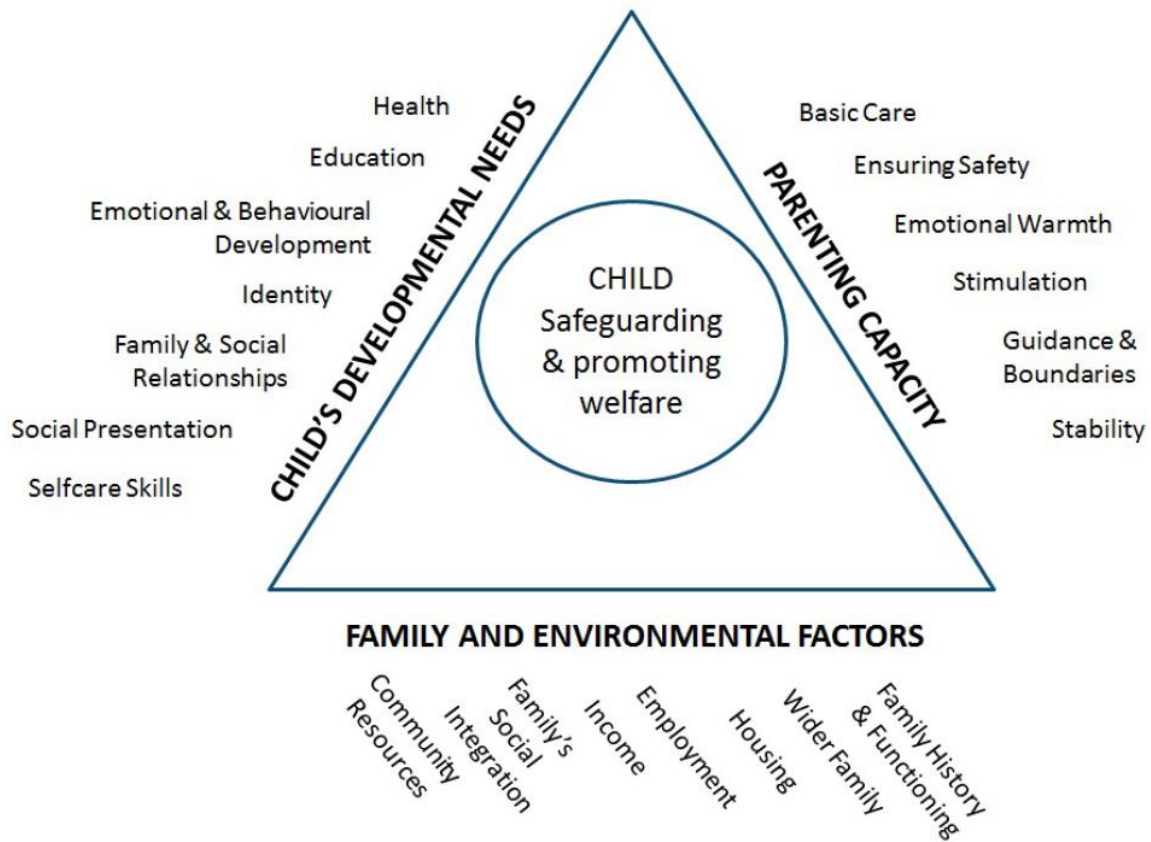 Health
Education
Emotional & Behavioural
Development
Identity
Family & Social
Relationships
Social Presentation
Selfcare Skills
CHILD'S DEVELOPMENTAL NEEDS
CHILD
Safeguarding
& promoting
welfare
PARENTING CAPACITY
Basic Care
Ensuring Safety
Emotional Warmth
Stimulation
Guidance &
Boundaries
Stability
FAMILY AND ENVIRONMENTAL FACTORS
Community
Resources
Family's
Social
Integration
Income
Employment
Housing
Wider Family
Family History
& Functioning